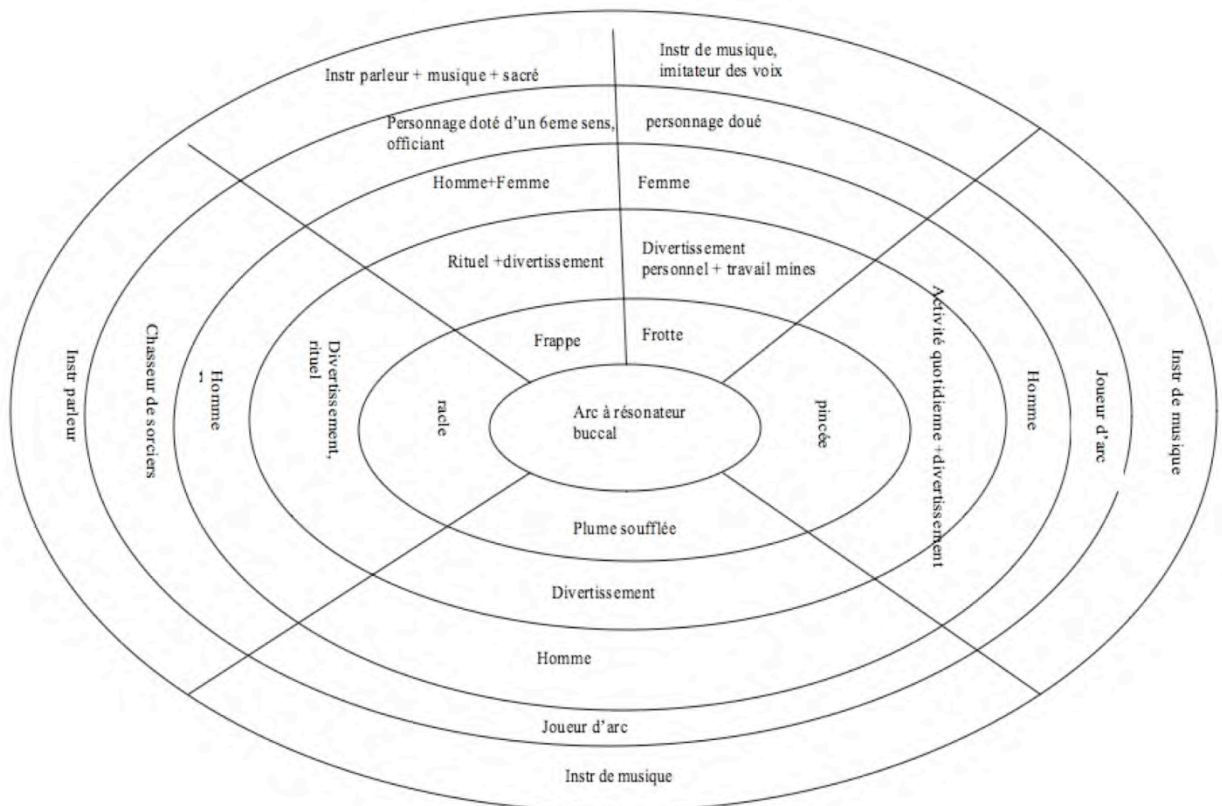 Instr parleur + musique + sacré
Instr de musique,
imitateur des voix
Personnage doté d'un 6eme sens,
officiant
personnage doué
Homme+Femme
Femme
Rituel +divertissement
Divertissement
personnel + travail mines
Frappe
Frotte
Instr parleur
Chasseur de sorciers
Homme
Divertissement,
rituel
racle
Arc à résonateur
buccal
pincée
Activité quotidienne +divertissement
Homme
Joueur d'arc
Instr de musique
Plume soufflée
Divertissement
Homme
Joueur d'arc
Instr de musique